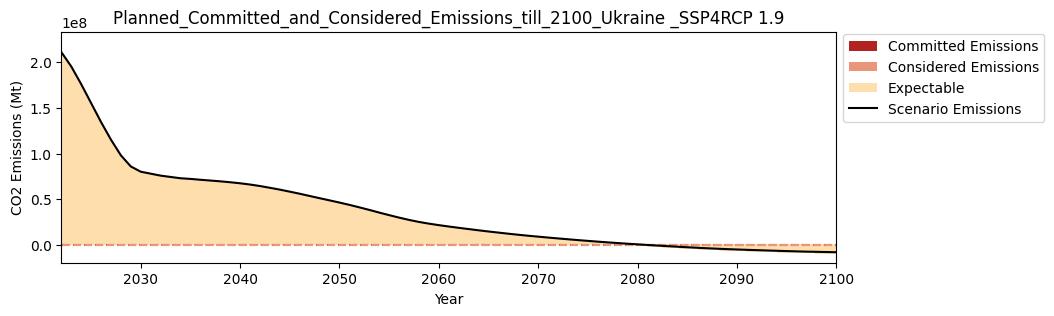 Planned_Committed_and_Considered_Emissions_till_2100_Ukraine _SSP4RCP 1.9
1e8
2.0
1.5
1.0
0.5
0.0
CO2 Emissions (Mt)
2030 2040 2050 2060 2070 2080 2090 2100
Year
Committed Emissions
Considered Emissions
Expectable
Scenario Emissions